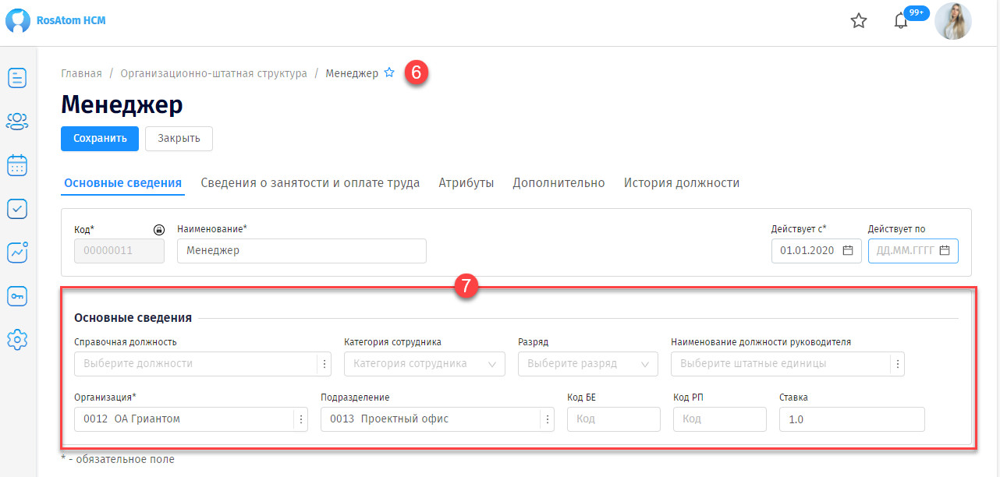 RosAtom HCM
99+
Главная / Организационно-штатная структура / Менеджер 6
Менеджер
Сохранить Закрыть
Основные сведения Сведения о занятости и оплате труда Атрибуты Дополнительно История должности
Код* Наименование* Действует с* Действует по
00000011 Менеджер 01.01.2020 ДД.ММ.ГГГГ
7
Основные сведения
Справочная должность Категория сотрудника Разряд Наименование должности руководителя
Выберите должности Категория сотрудника Выберите разряд Выберите штатные единицы
Организация* Подразделение Код БЕ Код РП Ставка
0012 ОА Гриантом 0013 Проектный офис Код Код 1.0
* - обязательное поле